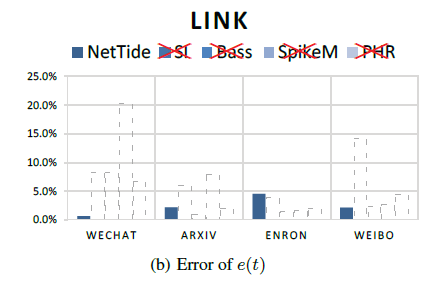 LINK
NetTide SI Bass SpikeM PHR
25.0%
20.0%
15.0%
10.0%
5.0%
0.0%
WECHAT ARXIV ENRON WEIBO
(b) Error of e(t)